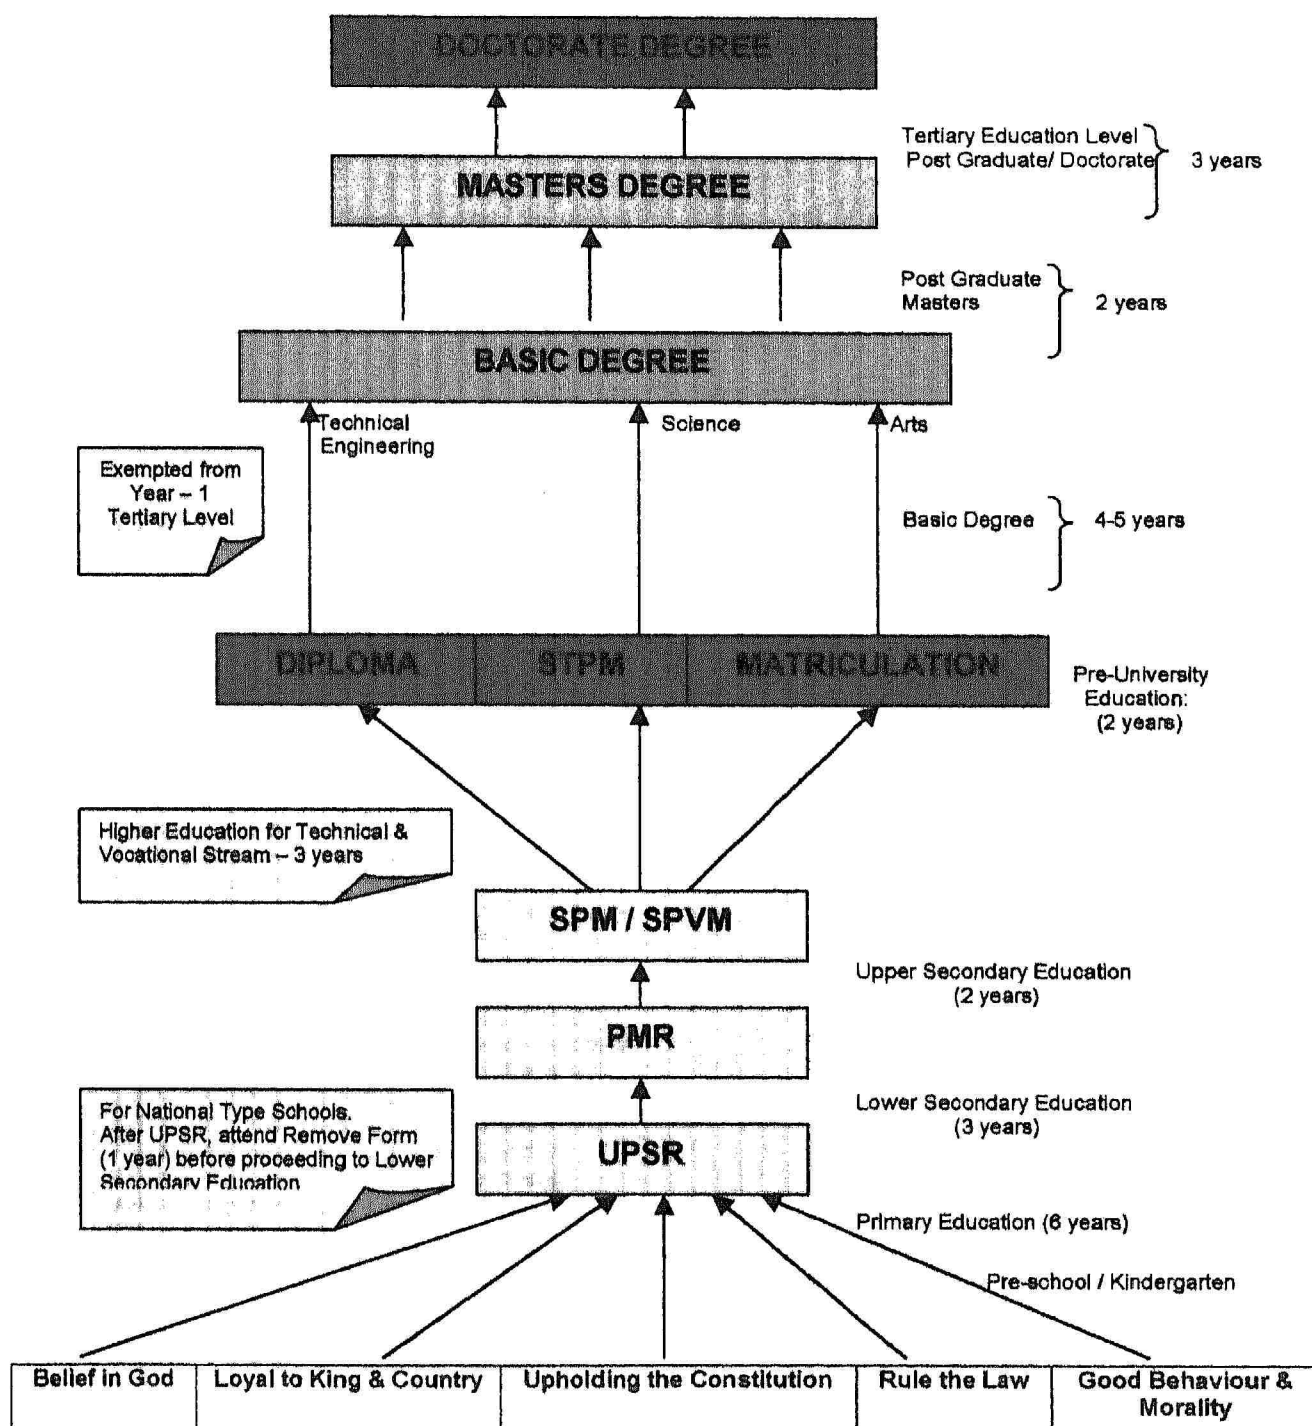 DOCTORATE DEGREE
Tertiary Education Level
Post Graduate/ Doctorate
3 years
MASTERS DEGREE
Post Graduate
Masters
2 years
BASIC DEGREE
Technical
Engineering
Science
Arts
Exempted from
Year – 1
Tertiary Level
Basic Degree
4-5 years
DIPLOMA
STPM
MATRICULATION
Pre-University
Education:
(2 years)
Higher Education for Technical &
Vocational Stream – 3 years
SPM / SPVM
Upper Secondary Education
(2 years)
PMR
For National Type Schools.
After UPSR, attend Remove Form
(1 year) before proceeding to Lower
Secondary Education
Lower Secondary Education
(3 years)
UPSR
Primary Education (6 years)
Pre-school / Kindergarten
Belief in God
Loyal to King & Country
Upholding the Constitution
Rule the Law
Good Behaviour &
Morality